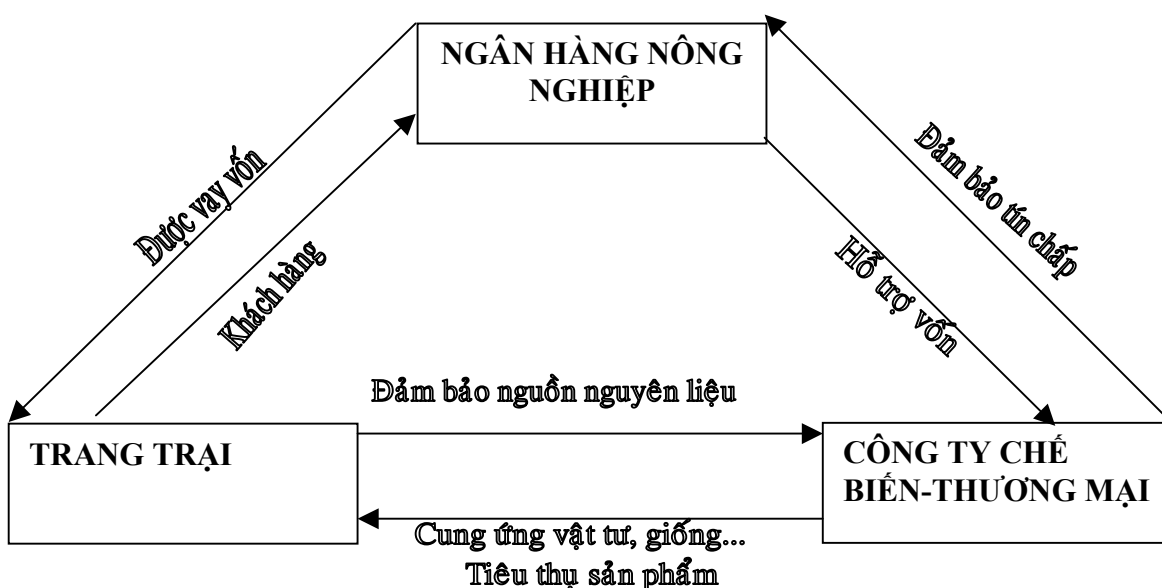 NGÂN HÀNG NÔNG
NGHIỆP
Được vay vốn
Khách hàng
Đảm bảo tín chấp
Hổ trợ vốn
Đảm bảo nguồn nguyên liệu
TRANG TRẠI
CÔNG TY CHẾ
BIẾN-THƯƠNG MẠI
Cung ứng vật tư, giống...
Tiêu thụ sản phẩm